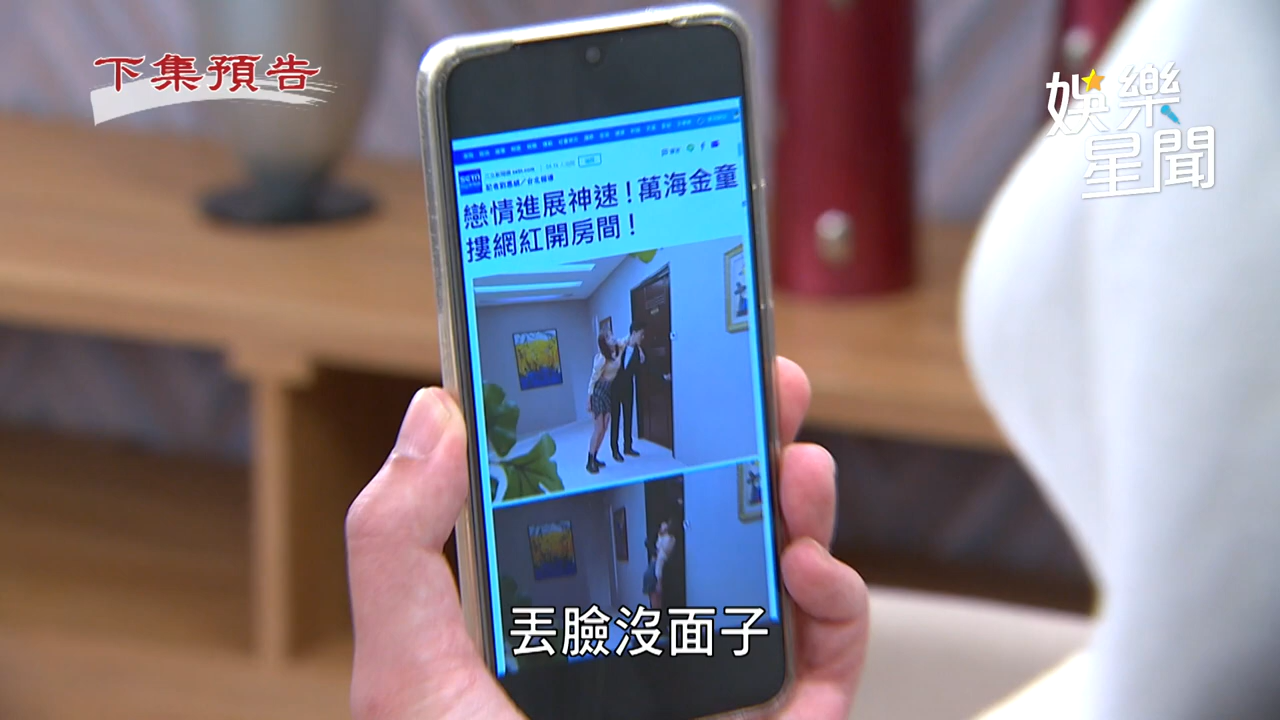 下集預告
娛樂
星聞
戀情進展神速！萬海金童
摟網紅開房間！
丟臉沒面子